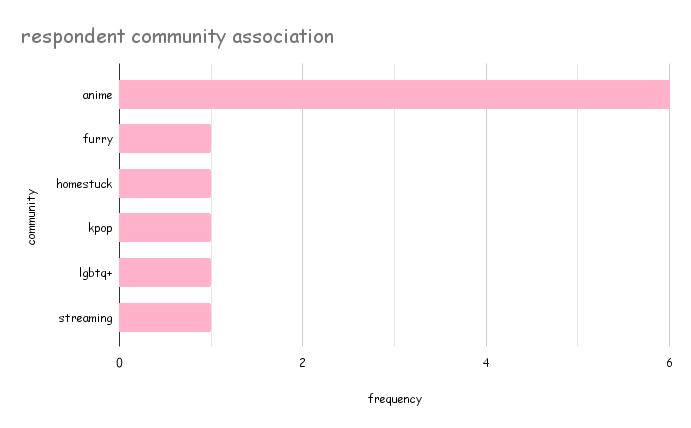 respondent community association
anime
furry
homestuck
kpop
lgbtq+
streaming
community
0
2
4
6
frequency